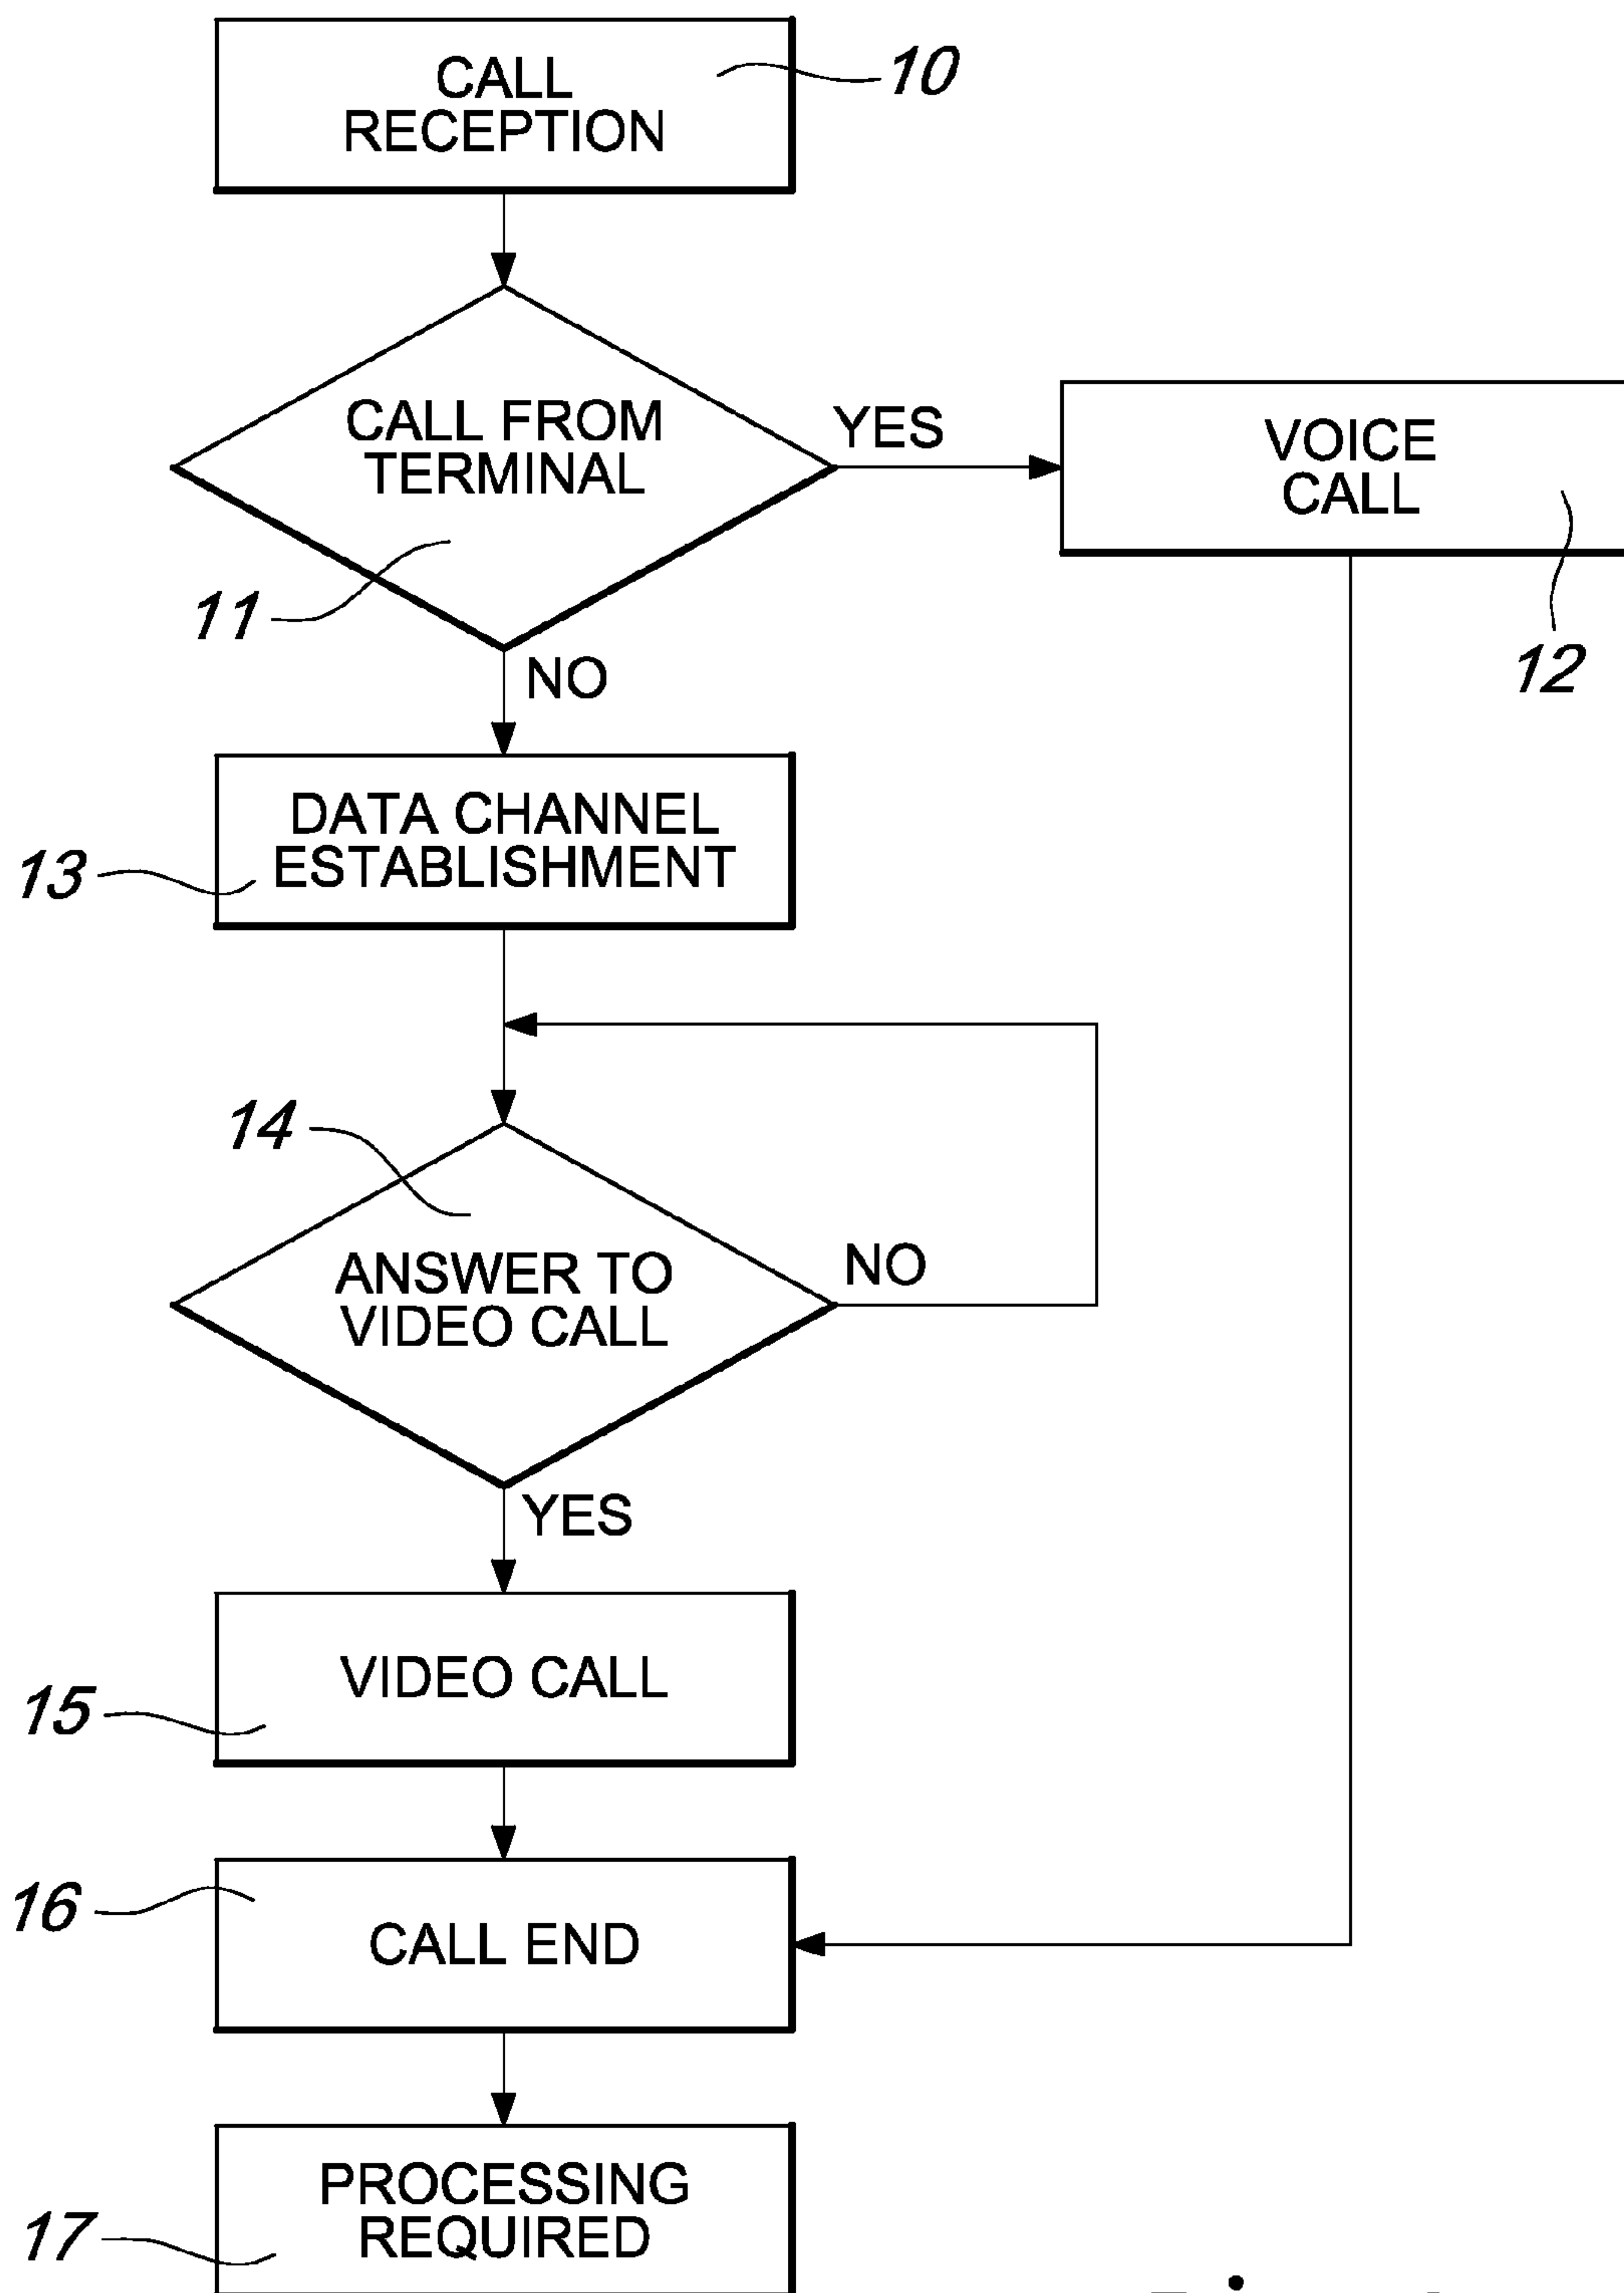 CALL
RECEPTION
10
CALL FROM
TERMINAL
11
YES
VOICE
CALL
12
NO
DATA CHANNEL
ESTABLISHMENT
13
14
ANSWER TO
VIDEO CALL
NO
YES
VIDEO CALL
15
16
CALL END
PROCESSING
REQUIRED
17